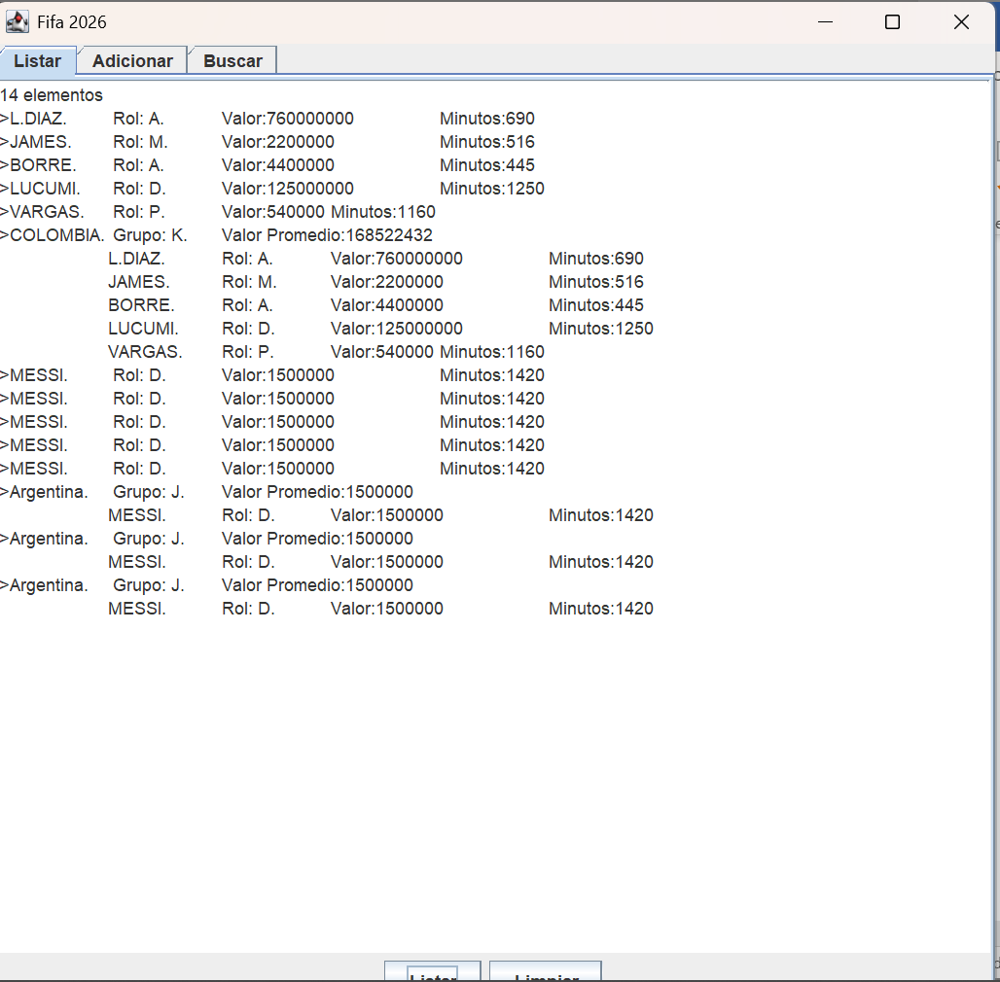 Fifa 2026
Listar Adicionar Buscar
14 elementos
>L.DIAZ. Rol: A. Valor:760000000 Minutos:690
>JAMES. Rol: M. Valor:2200000 Minutos:516
>BORRE. Rol: A. Valor:4400000 Minutos:445
>LUCUMI. Rol: D. Valor:125000000 Minutos:1250
>VARGAS. Rol: P. Valor:540000 Minutos:1160
>COLOMBIA. Grupo: K. Valor Promedio:168522432
L.DIAZ. Rol: A. Valor:760000000 Minutos:690
JAMES. Rol: M. Valor:2200000 Minutos:516
BORRE. Rol: A. Valor:4400000 Minutos:445
LUCUMI. Rol: D. Valor:125000000 Minutos:1250
VARGAS. Rol: P. Valor:540000 Minutos:1160
>MESSI. Rol: D. Valor:1500000 Minutos:1420
>MESSI. Rol: D. Valor:1500000 Minutos:1420
>MESSI. Rol: D. Valor:1500000 Minutos:1420
>MESSI. Rol: D. Valor:1500000 Minutos:1420
>MESSI. Rol: D. Valor:1500000 Minutos:1420
>Argentina. Grupo: J. Valor Promedio:1500000
MESSI. Rol: D. Valor:1500000 Minutos:1420
>Argentina. Grupo: J. Valor Promedio:1500000
MESSI. Rol: D. Valor:1500000 Minutos:1420
>Argentina. Grupo: J. Valor Promedio:1500000
MESSI. Rol: D. Valor:1500000 Minutos:1420
Listar Limpiar